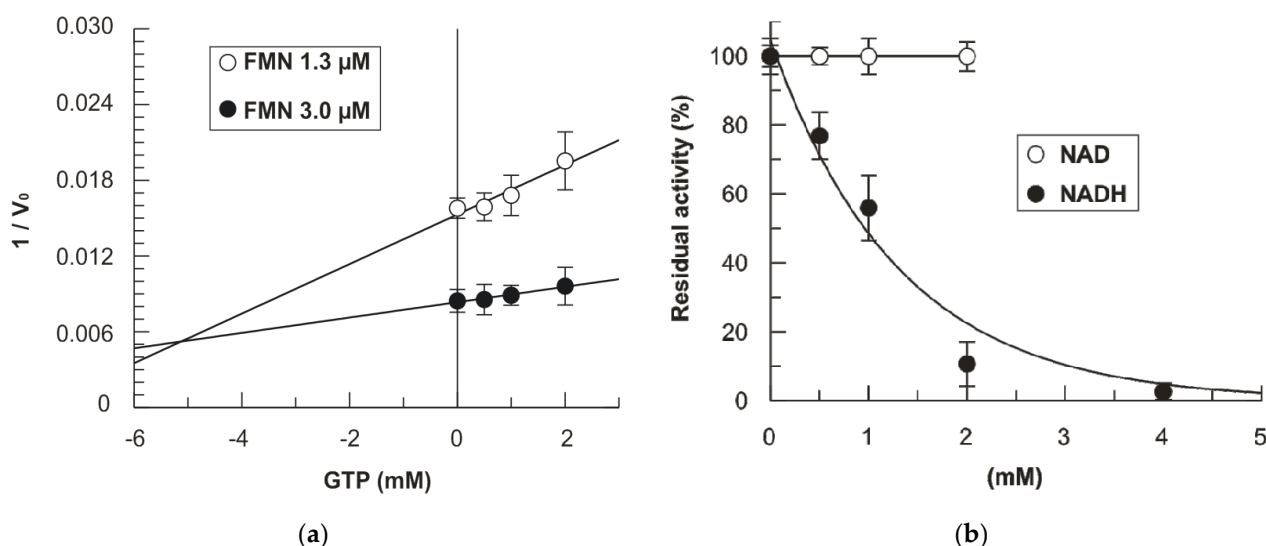 0.030
0.024
0.018
0.012
0.006
0
1 / V₀
FMN 1.3 µM
FMN 3.0 µM
-6 -4 -2 0 2
GTP (mM)
(a)
100
80
60
40
20
0
Residual activity (%)
NAD
NADH
0 1 2 3 4 5
(mM)
(b)